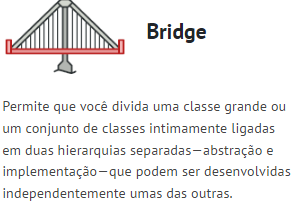 Bridge
Permite que você divida uma classe grande ou
um conjunto de classes intimamente ligadas
em duas hierarquias separadas—abstração e
implementação—que podem ser desenvolvidas
independentemente umas das outras.